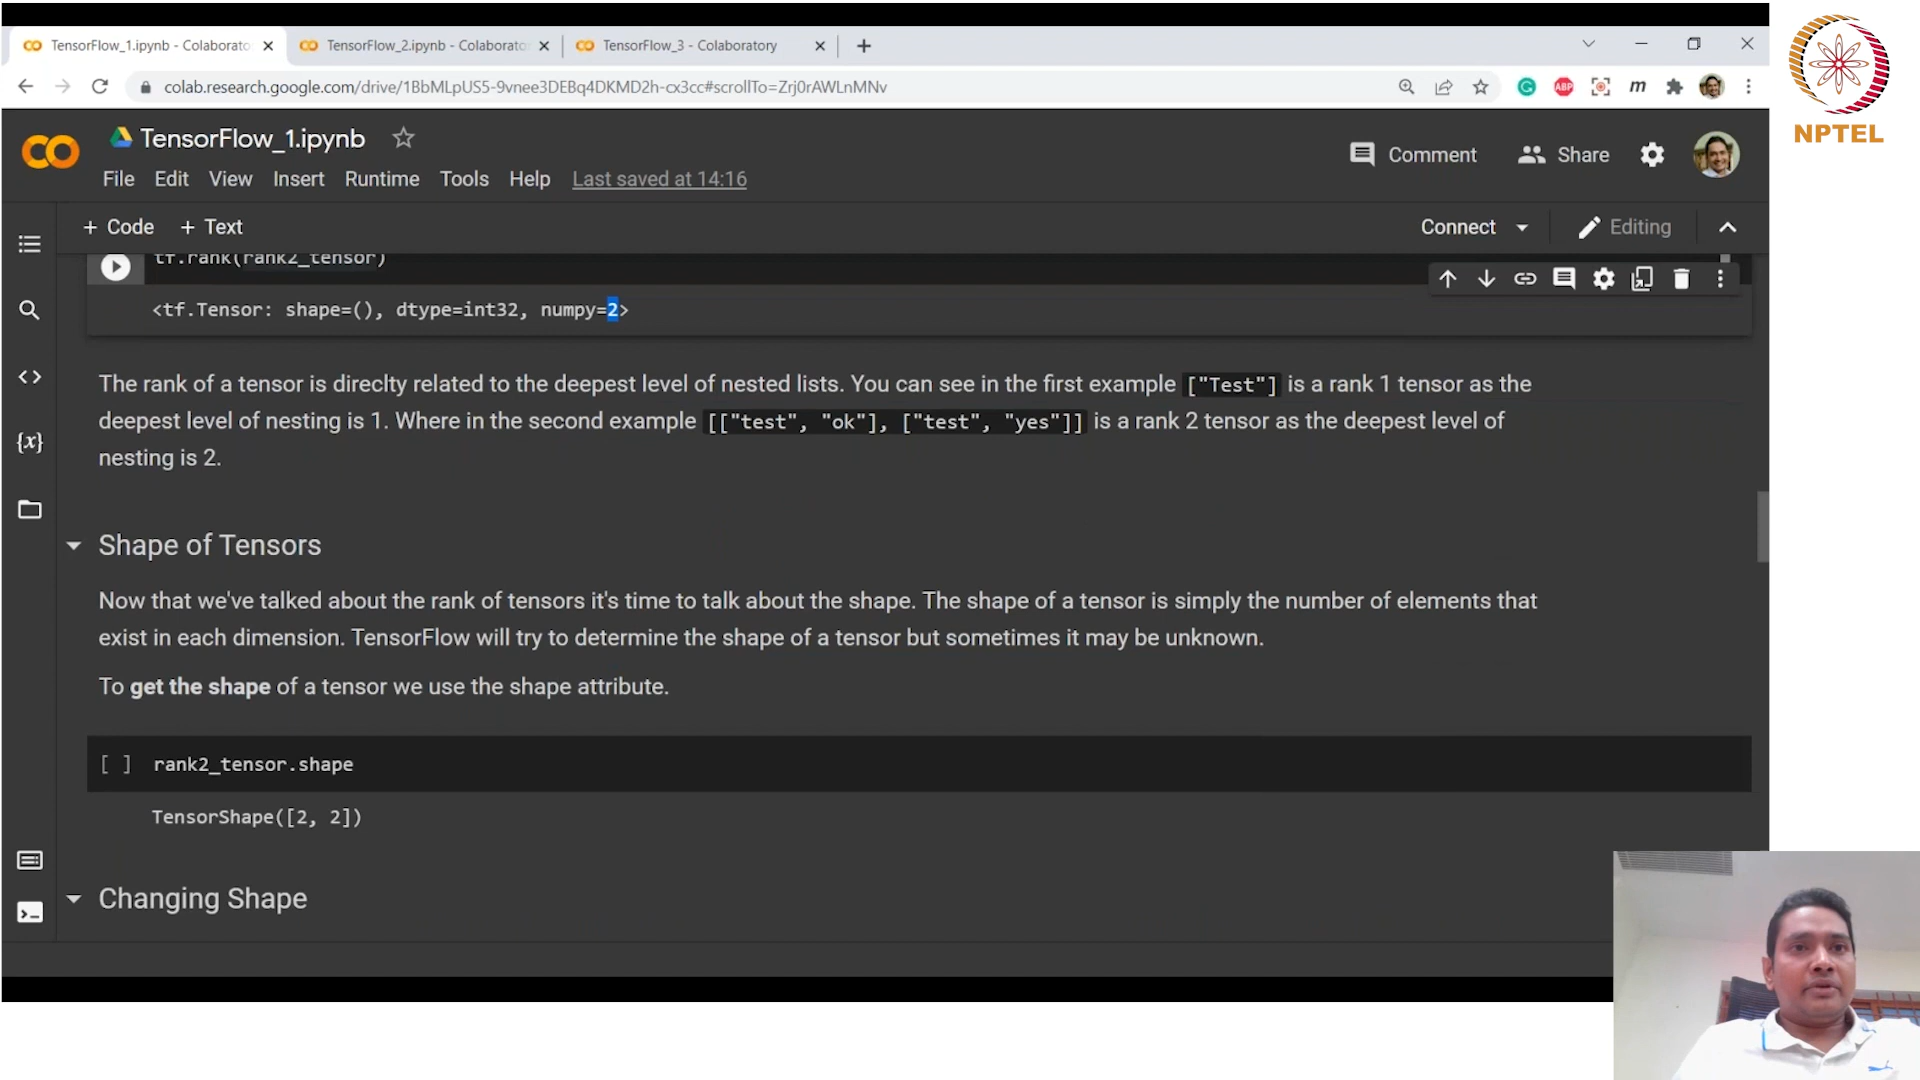 TensorFlow_1.ipynb - Colaborato
TensorFlow_2.ipynb - Colaborato
TensorFlow_3 - Colaboratory
colab.research.google.com/drive/1BbMLpUS5-9vnee3DEBq4DKMD2h-cx3cc#scrollTo=Zrj0rAWLnMNv
ABP
m
NPTEL
TensorFlow_1.ipynb
Comment
Share
File Edit View Insert Runtime Tools Help Last saved at 14:16
+ Code + Text
Connect
Editing
tf.rank(rank2_tensor)
<tf.Tensor: shape=(), dtype=int32, numpy=2>
The rank of a tensor is direclty related to the deepest level of nested lists. You can see in the first example ["Test"] is a rank 1 tensor as the
deepest level of nesting is 1. Where in the second example [["test", "ok"], ["test", "yes"]] is a rank 2 tensor as the deepest level of
nesting is 2.
Shape of Tensors
Now that we've talked about the rank of tensors it's time to talk about the shape. The shape of a tensor is simply the number of elements that
exist in each dimension. TensorFlow will try to determine the shape of a tensor but sometimes it may be unknown.
To get the shape of a tensor we use the shape attribute.
[ ] rank2_tensor.shape
TensorShape([2, 2])
Changing Shape